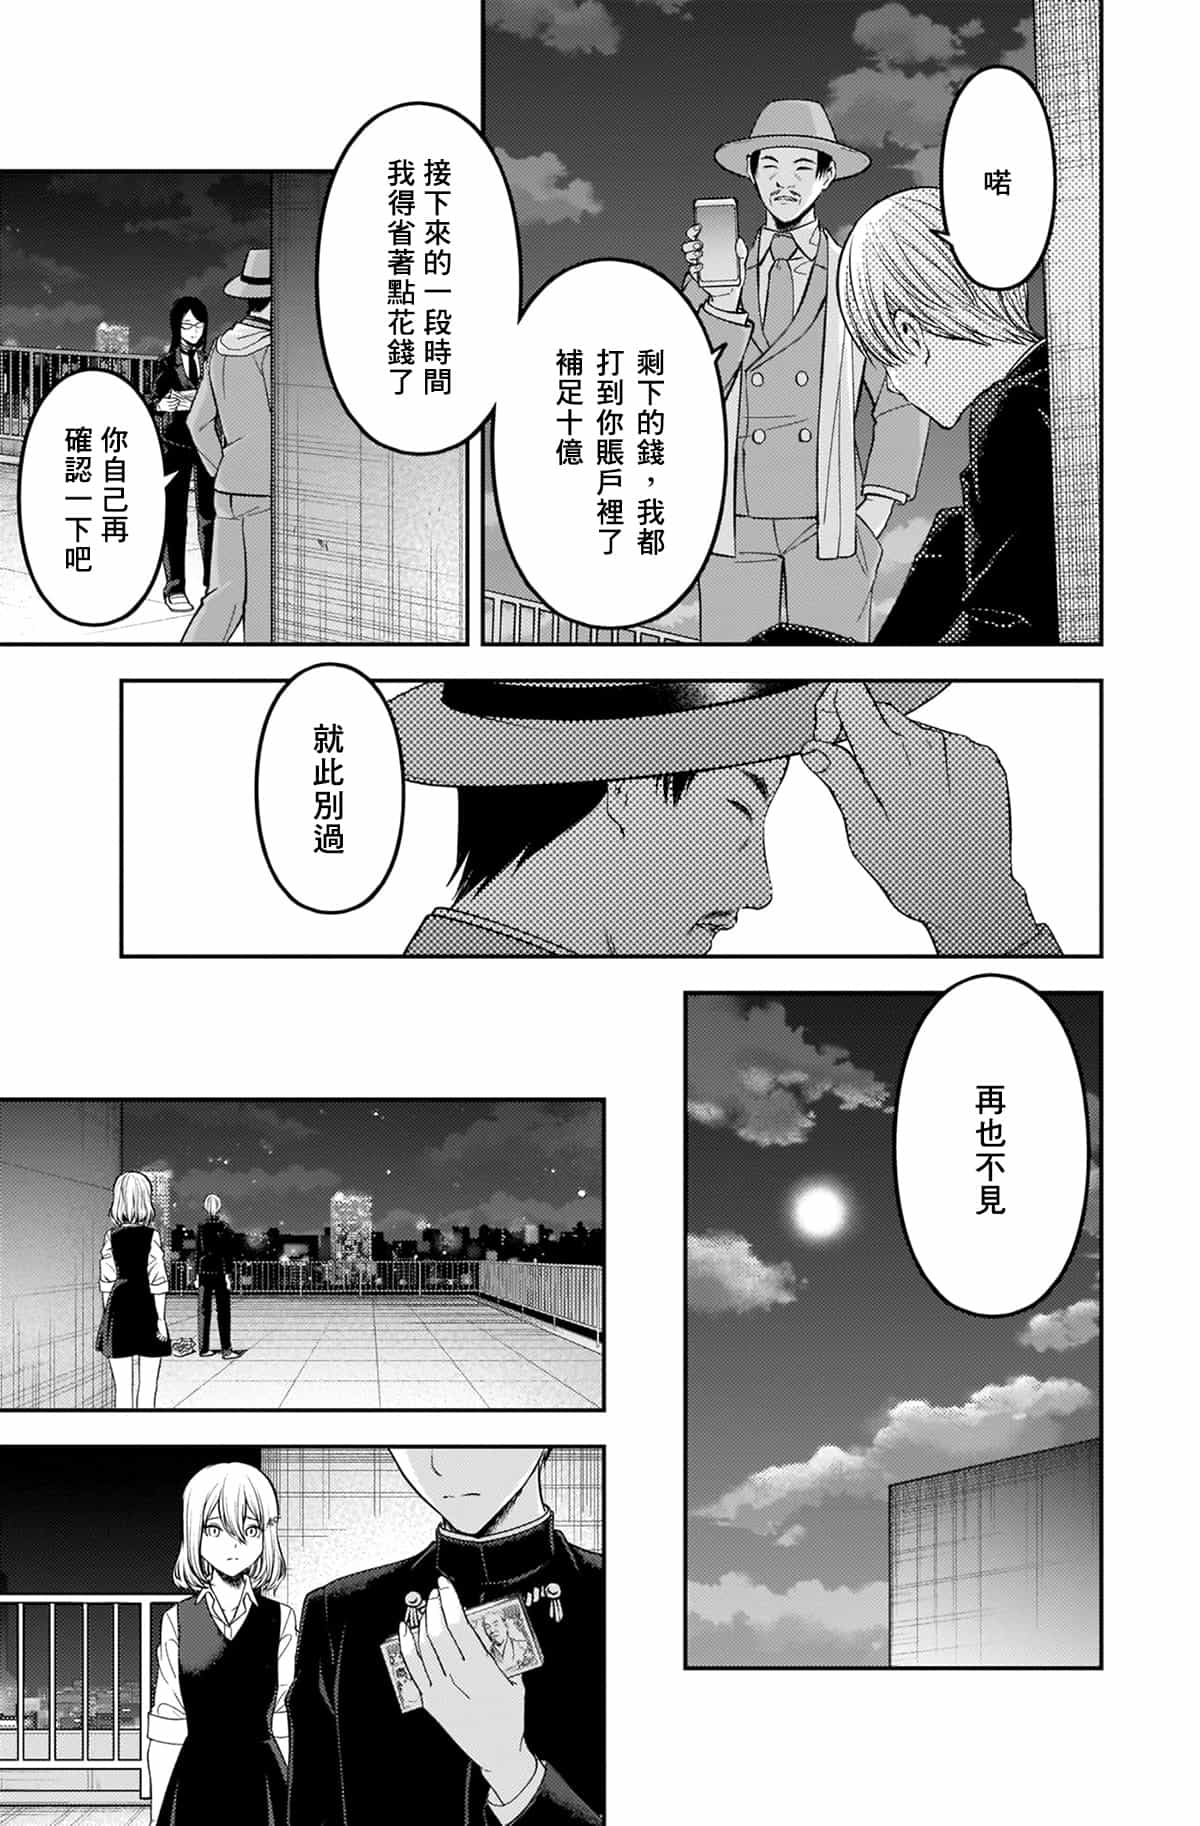 喏
剩下的錢，我都
打到你賬戶裡了
補足十億
接下來的一段時間
我得省著點花錢了
你自己再
確認一下吧
就此別過
再也不見